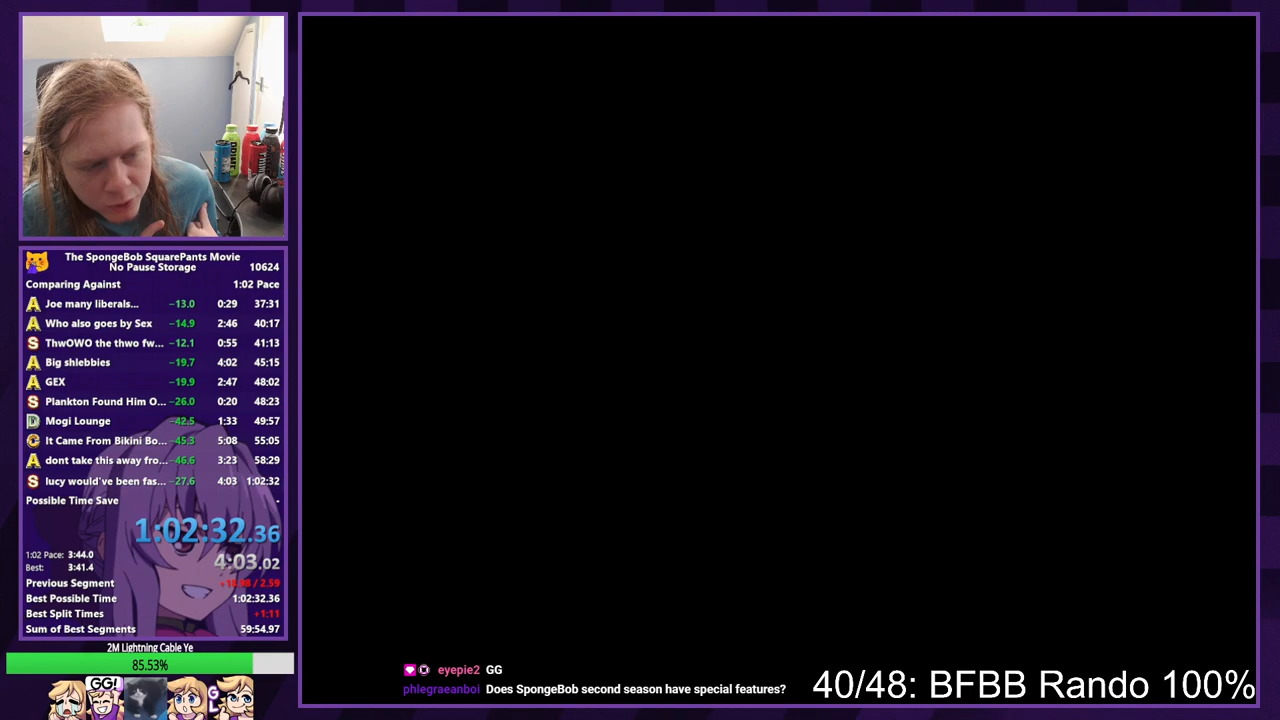 The SpongeBob SquarePants Movie
No Pause Storage 10624
Comparing Against 1:02 Pace
Joe many liberals... −13.0 0:29 37:31
Who also goes by Sex −14.9 2:46 40:17
ThwOWO the thwo fw... −12.1 0:55 41:13
Big shlebbies −19.7 4:02 45:15
GEX −19.9 2:47 48:02
Plankton Found Him O... −26.0 0:20 48:23
Mogi Lounge −42.5 1:33 49:57
It Came From Bikini Bo... −45.3 5:08 55:05
dont take this away fro... −46.6 3:23 58:29
lucy would've been fas... −27.6 4:03 1:02:32
Possible Time Save -
1:02:32.36
1:02 Pace: 3:44.0
Best: 3:41.4
4:03.02
Previous Segment / 2.59
Best Possible Time 1:02:32.36
Best Split Times +1:11
Sum of Best Segments 59:54.97
2M Lightning Cable Ye
85.53%
GG!
GL
eyepie2 GG
phlegraeanboi Does SpongeBob second season have special features?
40/48: BFBB Rando 100%